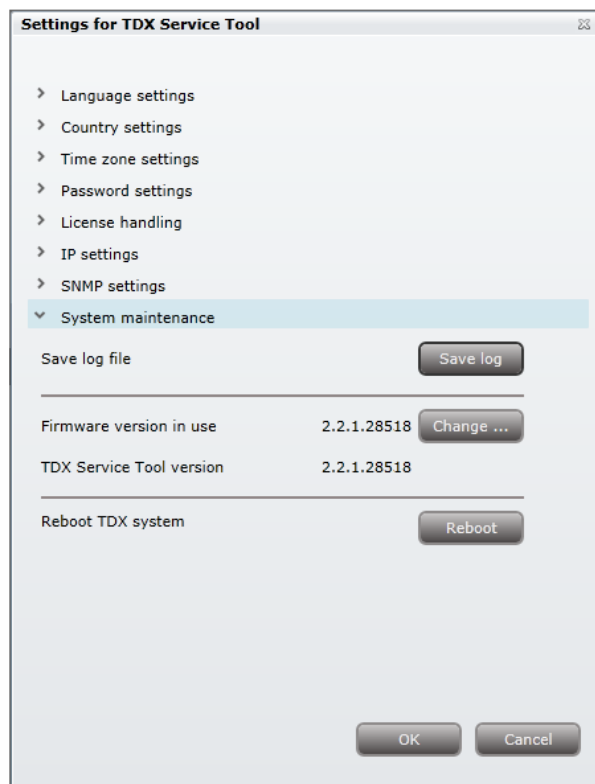 Settings for TDX Service Tool
Language settings
Country settings
Time zone settings
Password settings
License handling
IP settings
SNMP settings
System maintenance
Save log file Save log
Firmware version in use 2.2.1.28518 Change ...
TDX Service Tool version 2.2.1.28518
Reboot TDX system Reboot
OK Cancel